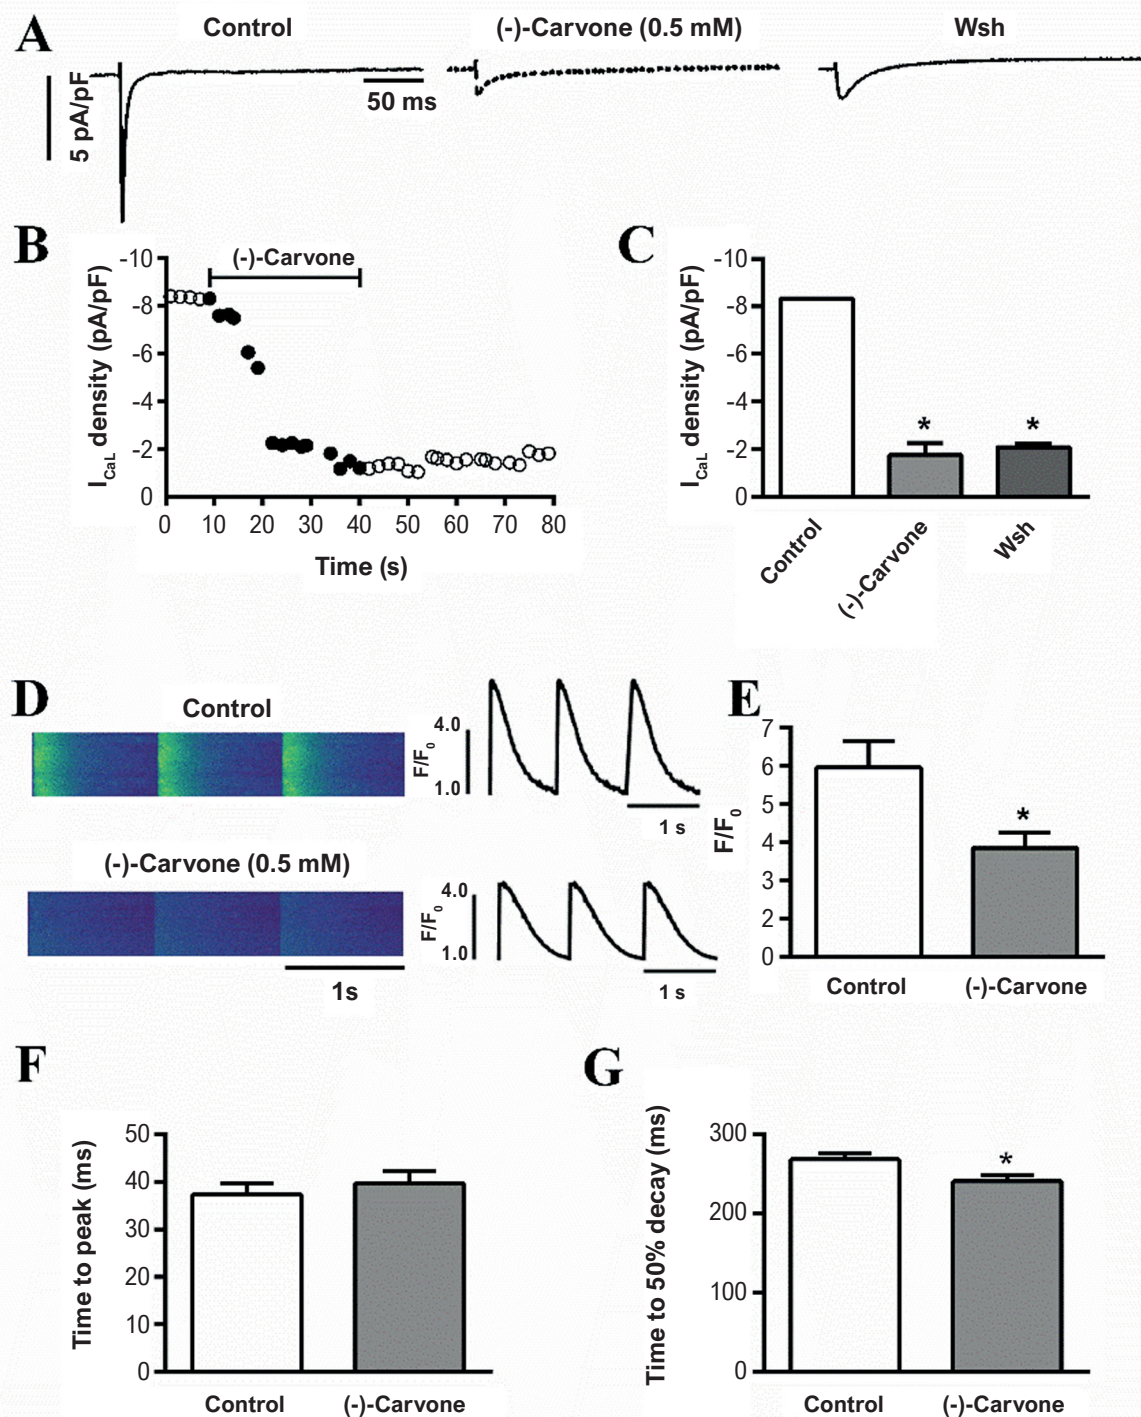 A
Control
(-)-Carvone (0.5 mM)
Wsh
5 pA/pF
50 ms
B
(-)-Carvone
I_CaL density (pA/pF)
-10
-8
-6
-4
-2
0
0 10 20 30 40 50 60 70 80
Time (s)
C
I_CaL density (pA/pF)
-10
-8
-6
-4
-2
0
* *
Control
(-)-Carvone
Wsh
D
Control
4.0
F/F0
1.0
1 s
(-)-Carvone (0.5 mM)
1s
4.0
F/F0
1.0
1 s
E
F/F0
7
6
5
4
3
2
0
*
Control (-)-Carvone
F
Time to peak (ms)
50
40
30
20
10
0
Control (-)-Carvone
G
Time to 50% decay (ms)
300
200
100
0
*
Control (-)-Carvone